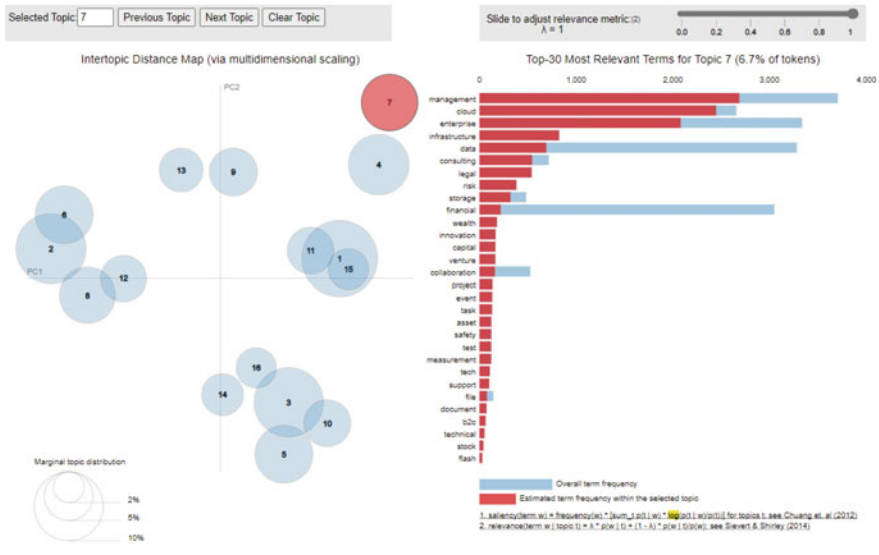 Selected Topic: 7 Previous Topic Next Topic Clear Topic
Slide to adjust relevance metric:(2)
λ = 1
0.0 0.2 0.4 0.6 0.8 1
Intertopic Distance Map (via multidimensional scaling)
PC2
PC1
7
4
13
9
6
2
11
1
15
12
8
16
14
3
10
5
Marginal topic distribution
2%
5%
10%
Top-30 Most Relevant Terms for Topic 7 (6.7% of tokens)
0 1,000 2,000 3,000 4,000
management
cloud
enterprise
infrastructure
data
consulting
legal
risk
storage
financial
wealth
innovation
capital
venture
collaboration
project
event
task
asset
safety
test
measurement
tech
support
file
document
b2c
technical
stock
flash
Overall term frequency
Estimated term frequency within the selected topic
1. saliency(term w) = frequency(w) * [sum_t p(t | w) * log(p(t | w)/p(t))] for topics t; see Chuang et. al (2012)
2. relevance(term w | topic t) = λ * p(w | t) + (1 - λ) * p(w | t)/p(w); see Sievert & Shirley (2014)